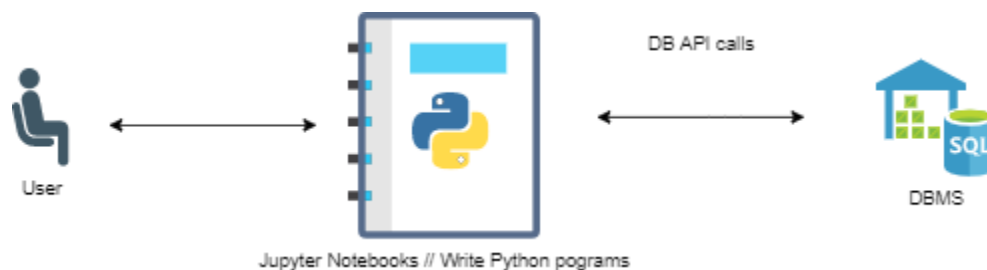 DB API calls
User
SQL
DBMS
Jupyter Notebooks // Write Python pograms